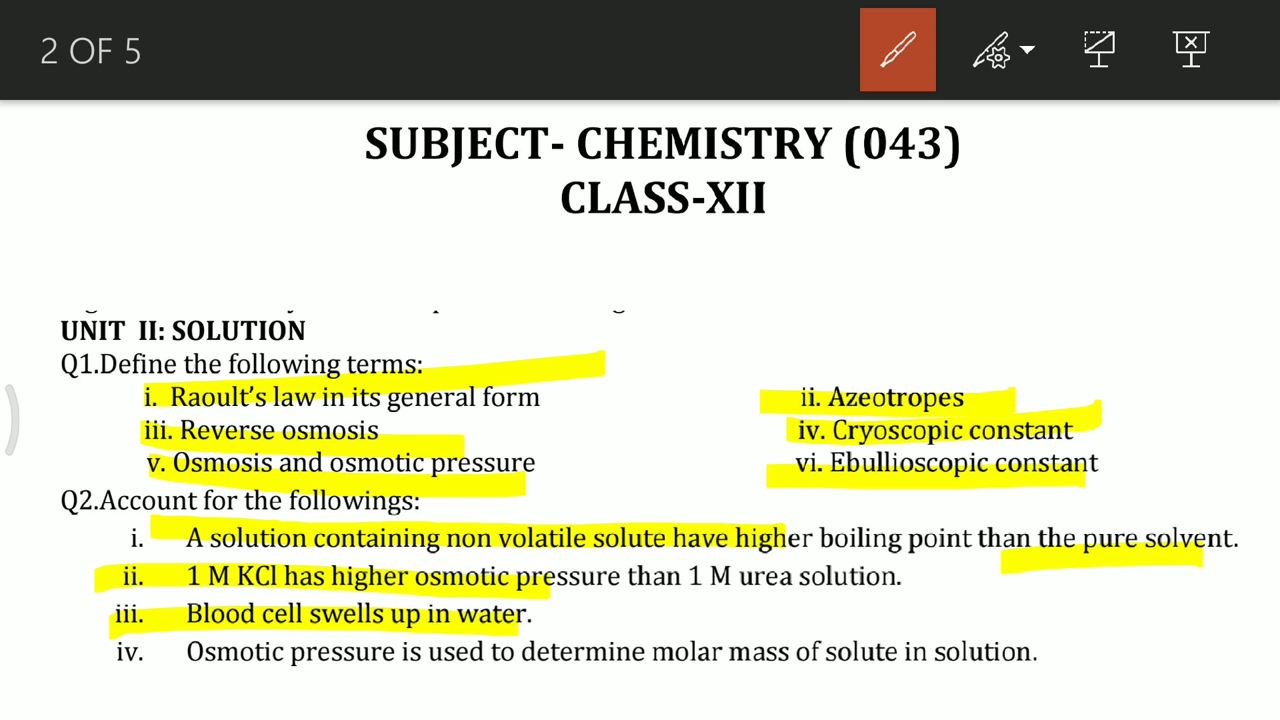 2 OF 5
SUBJECT- CHEMISTRY (043)
CLASS-XII
UNIT II: SOLUTION
Q1.Define the following terms:
i. Raoult's law in its general form ii. Azeotropes
iii. Reverse osmosis iv. Cryoscopic constant
v. Osmosis and osmotic pressure vi. Ebullioscopic constant
Q2.Account for the followings:
i. A solution containing non volatile solute have higher boiling point than the pure solvent.
ii. 1 M KCl has higher osmotic pressure than 1 M urea solution.
iii. Blood cell swells up in water.
iv. Osmotic pressure is used to determine molar mass of solute in solution.